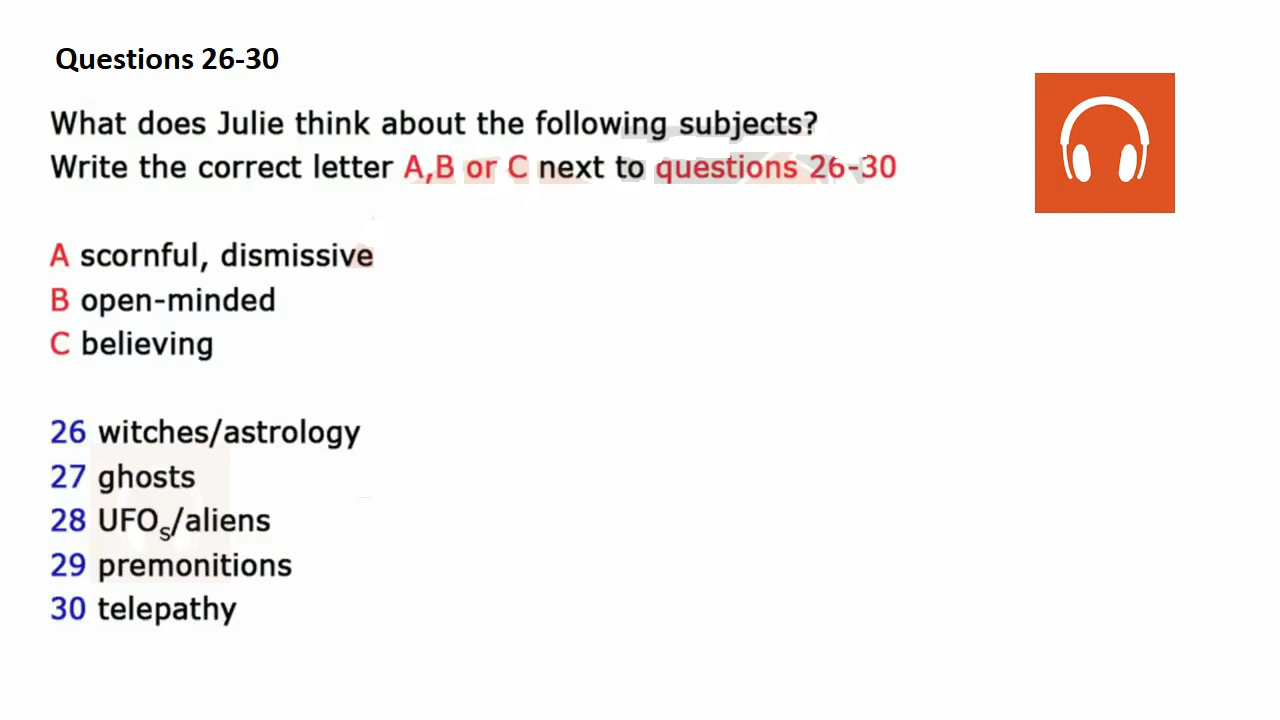 Questions 26-30
What does Julie think about the following subjects?
Write the correct letter A,B or C next to questions 26-30
A scornful, dismissive
B open-minded
C believing
26 witches/astrology
27 ghosts
28 UFOs/aliens
29 premonitions
30 telepathy